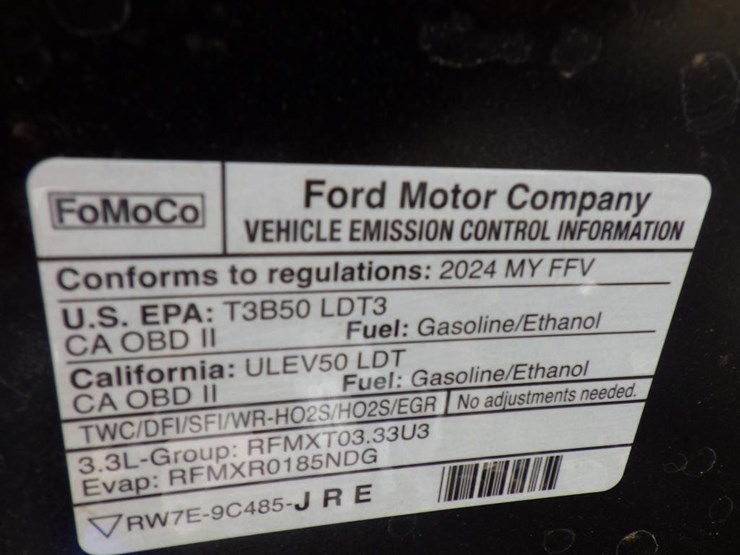 FoMoCo
Ford Motor Company
VEHICLE EMISSION CONTROL INFORMATION
Conforms to regulations: 2024 MY FFV
U.S. EPA: T3B50 LDT3
CA OBD II Fuel: Gasoline/Ethanol
California: ULEV50 LDT
CA OBD II Fuel: Gasoline/Ethanol
TWC/DFI/SFI/WR-HO2S/HO2S/EGR No adjustments needed.
3.3L-Group: RFMXT03.33U3
Evap: RFMXR0185NDG
RW7E-9C485-J R E